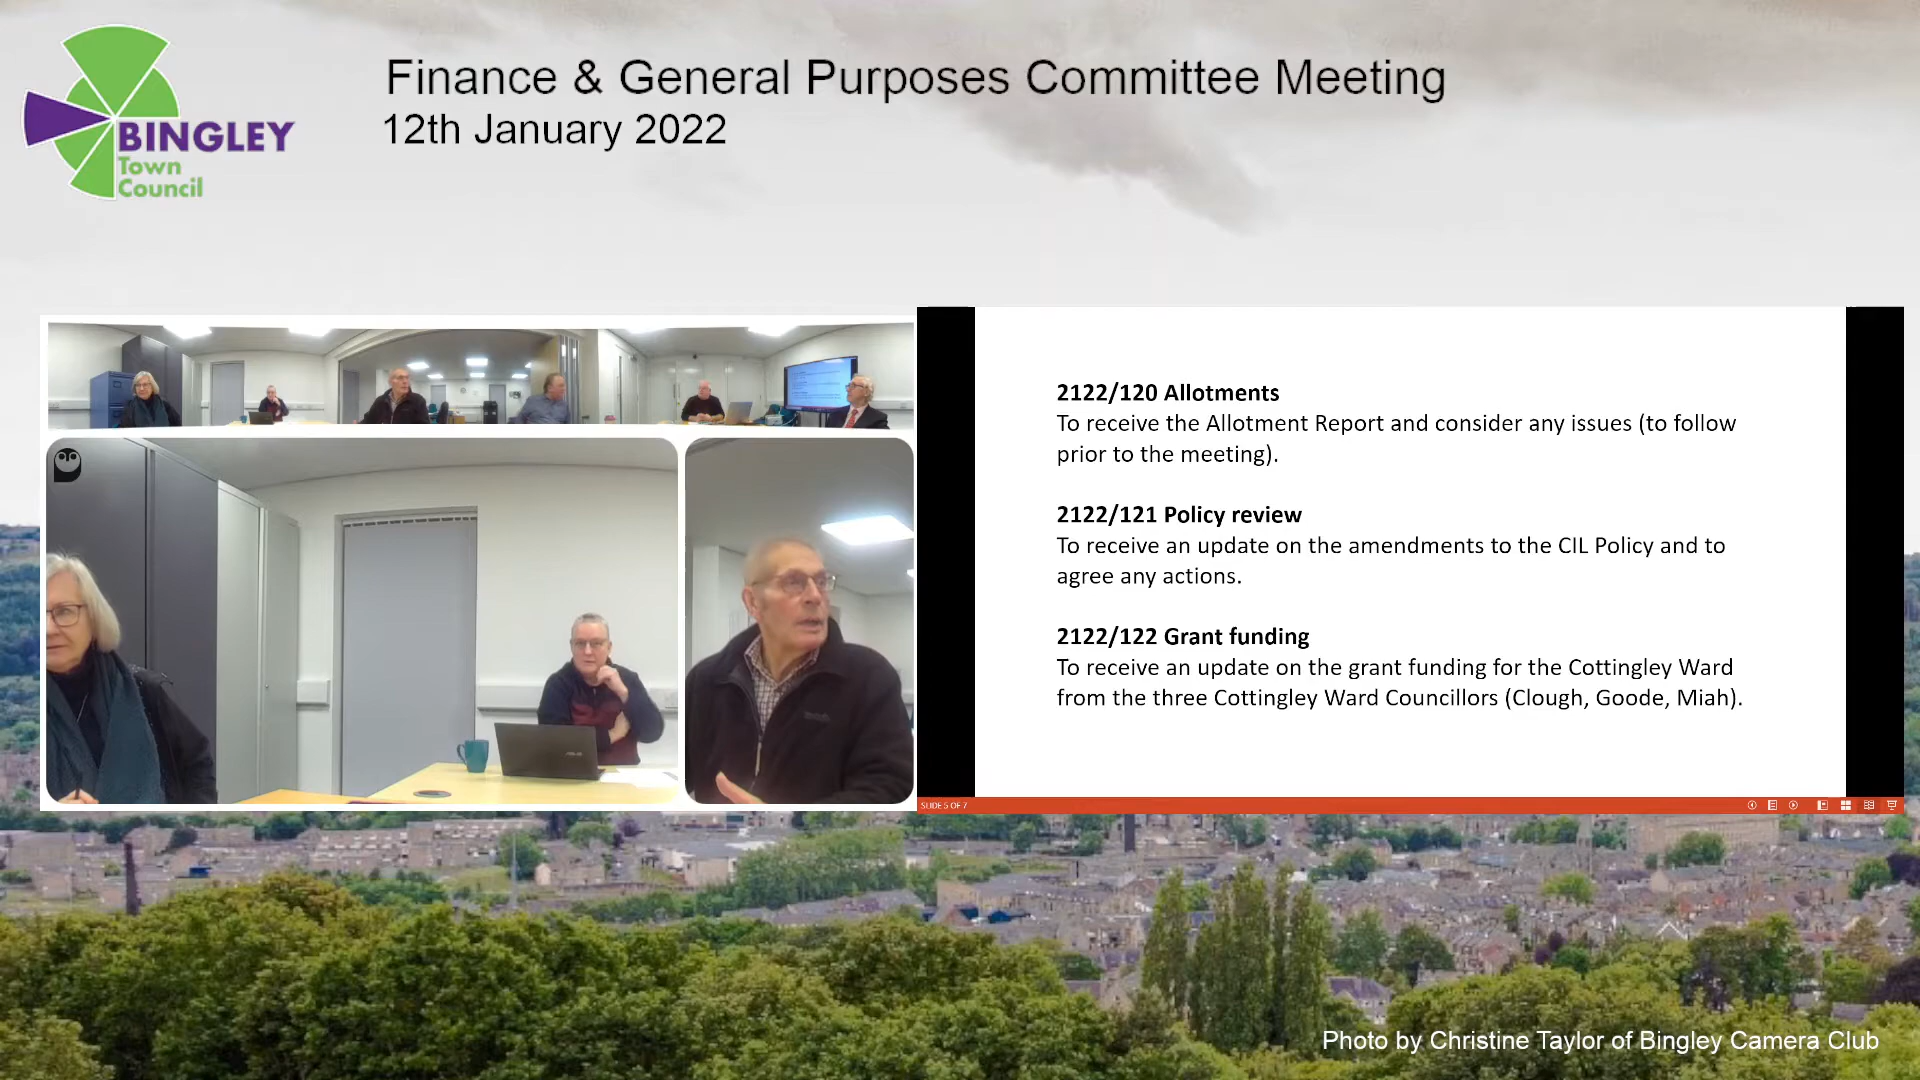 BINGLEY
Town
Council
Finance & General Purposes Committee Meeting
12th January 2022
2122/120 Allotments
To receive the Allotment Report and consider any issues (to follow
prior to the meeting).
2122/121 Policy review
To receive an update on the amendments to the CIL Policy and to
agree any actions.
2122/122 Grant funding
To receive an update on the grant funding for the Cottingley Ward
from the three Cottingley Ward Councillors (Clough, Goode, Miah).
SLIDE 5 OF 7
Photo by Christine Taylor of Bingley Camera Club